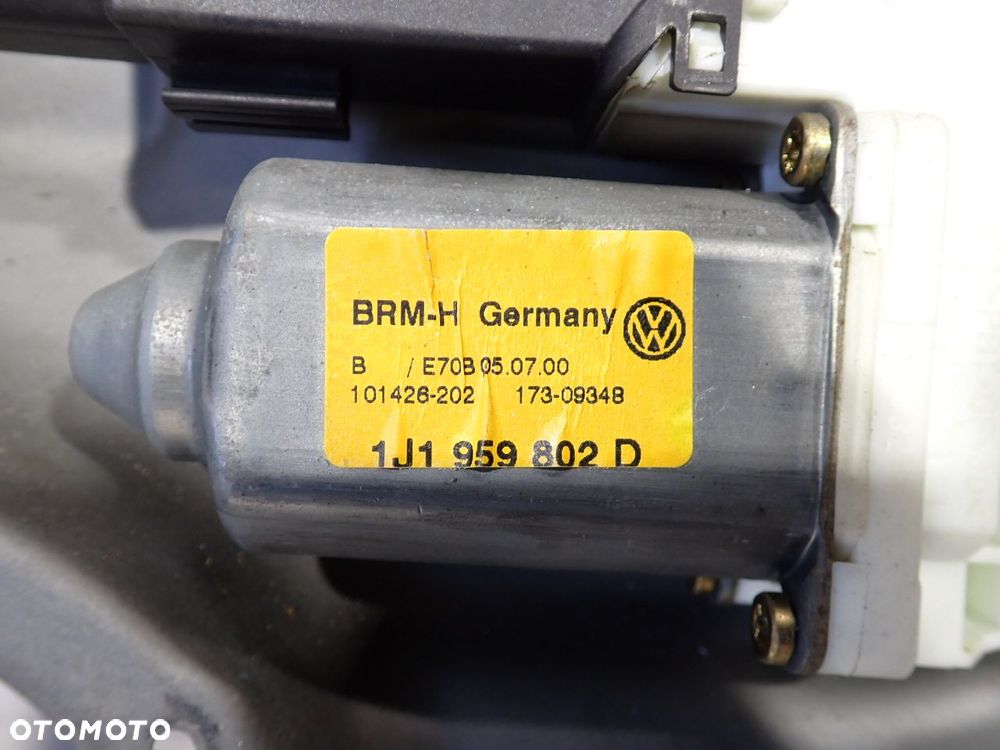 BRM-H Germany
B / E70B 05.07.00
101426-202 173-09348
1J1 959 802 D
OTOMOTO